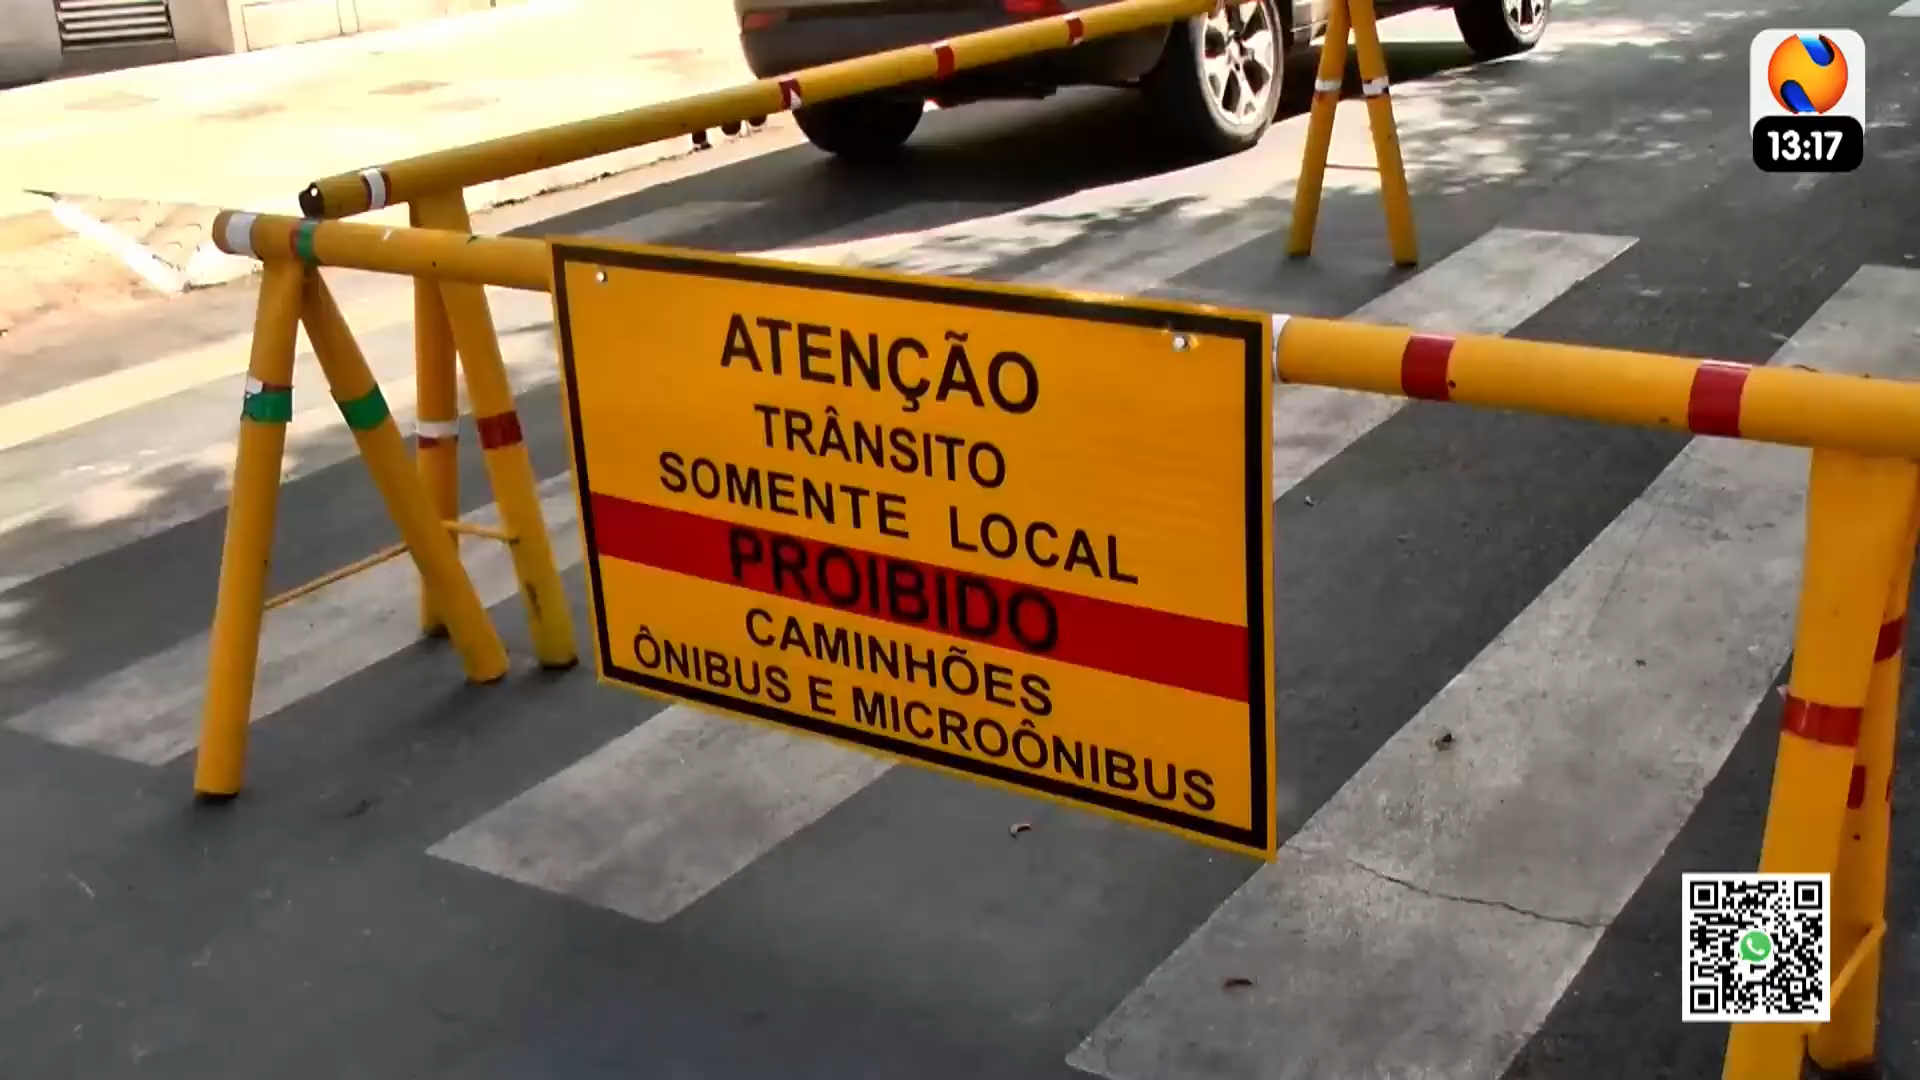 13:17
ATENÇÃO
TRÂNSITO
SOMENTE LOCAL
PROIBIDO
CAMINHÕES
ÔNIBUS E MICROÔNIBUS